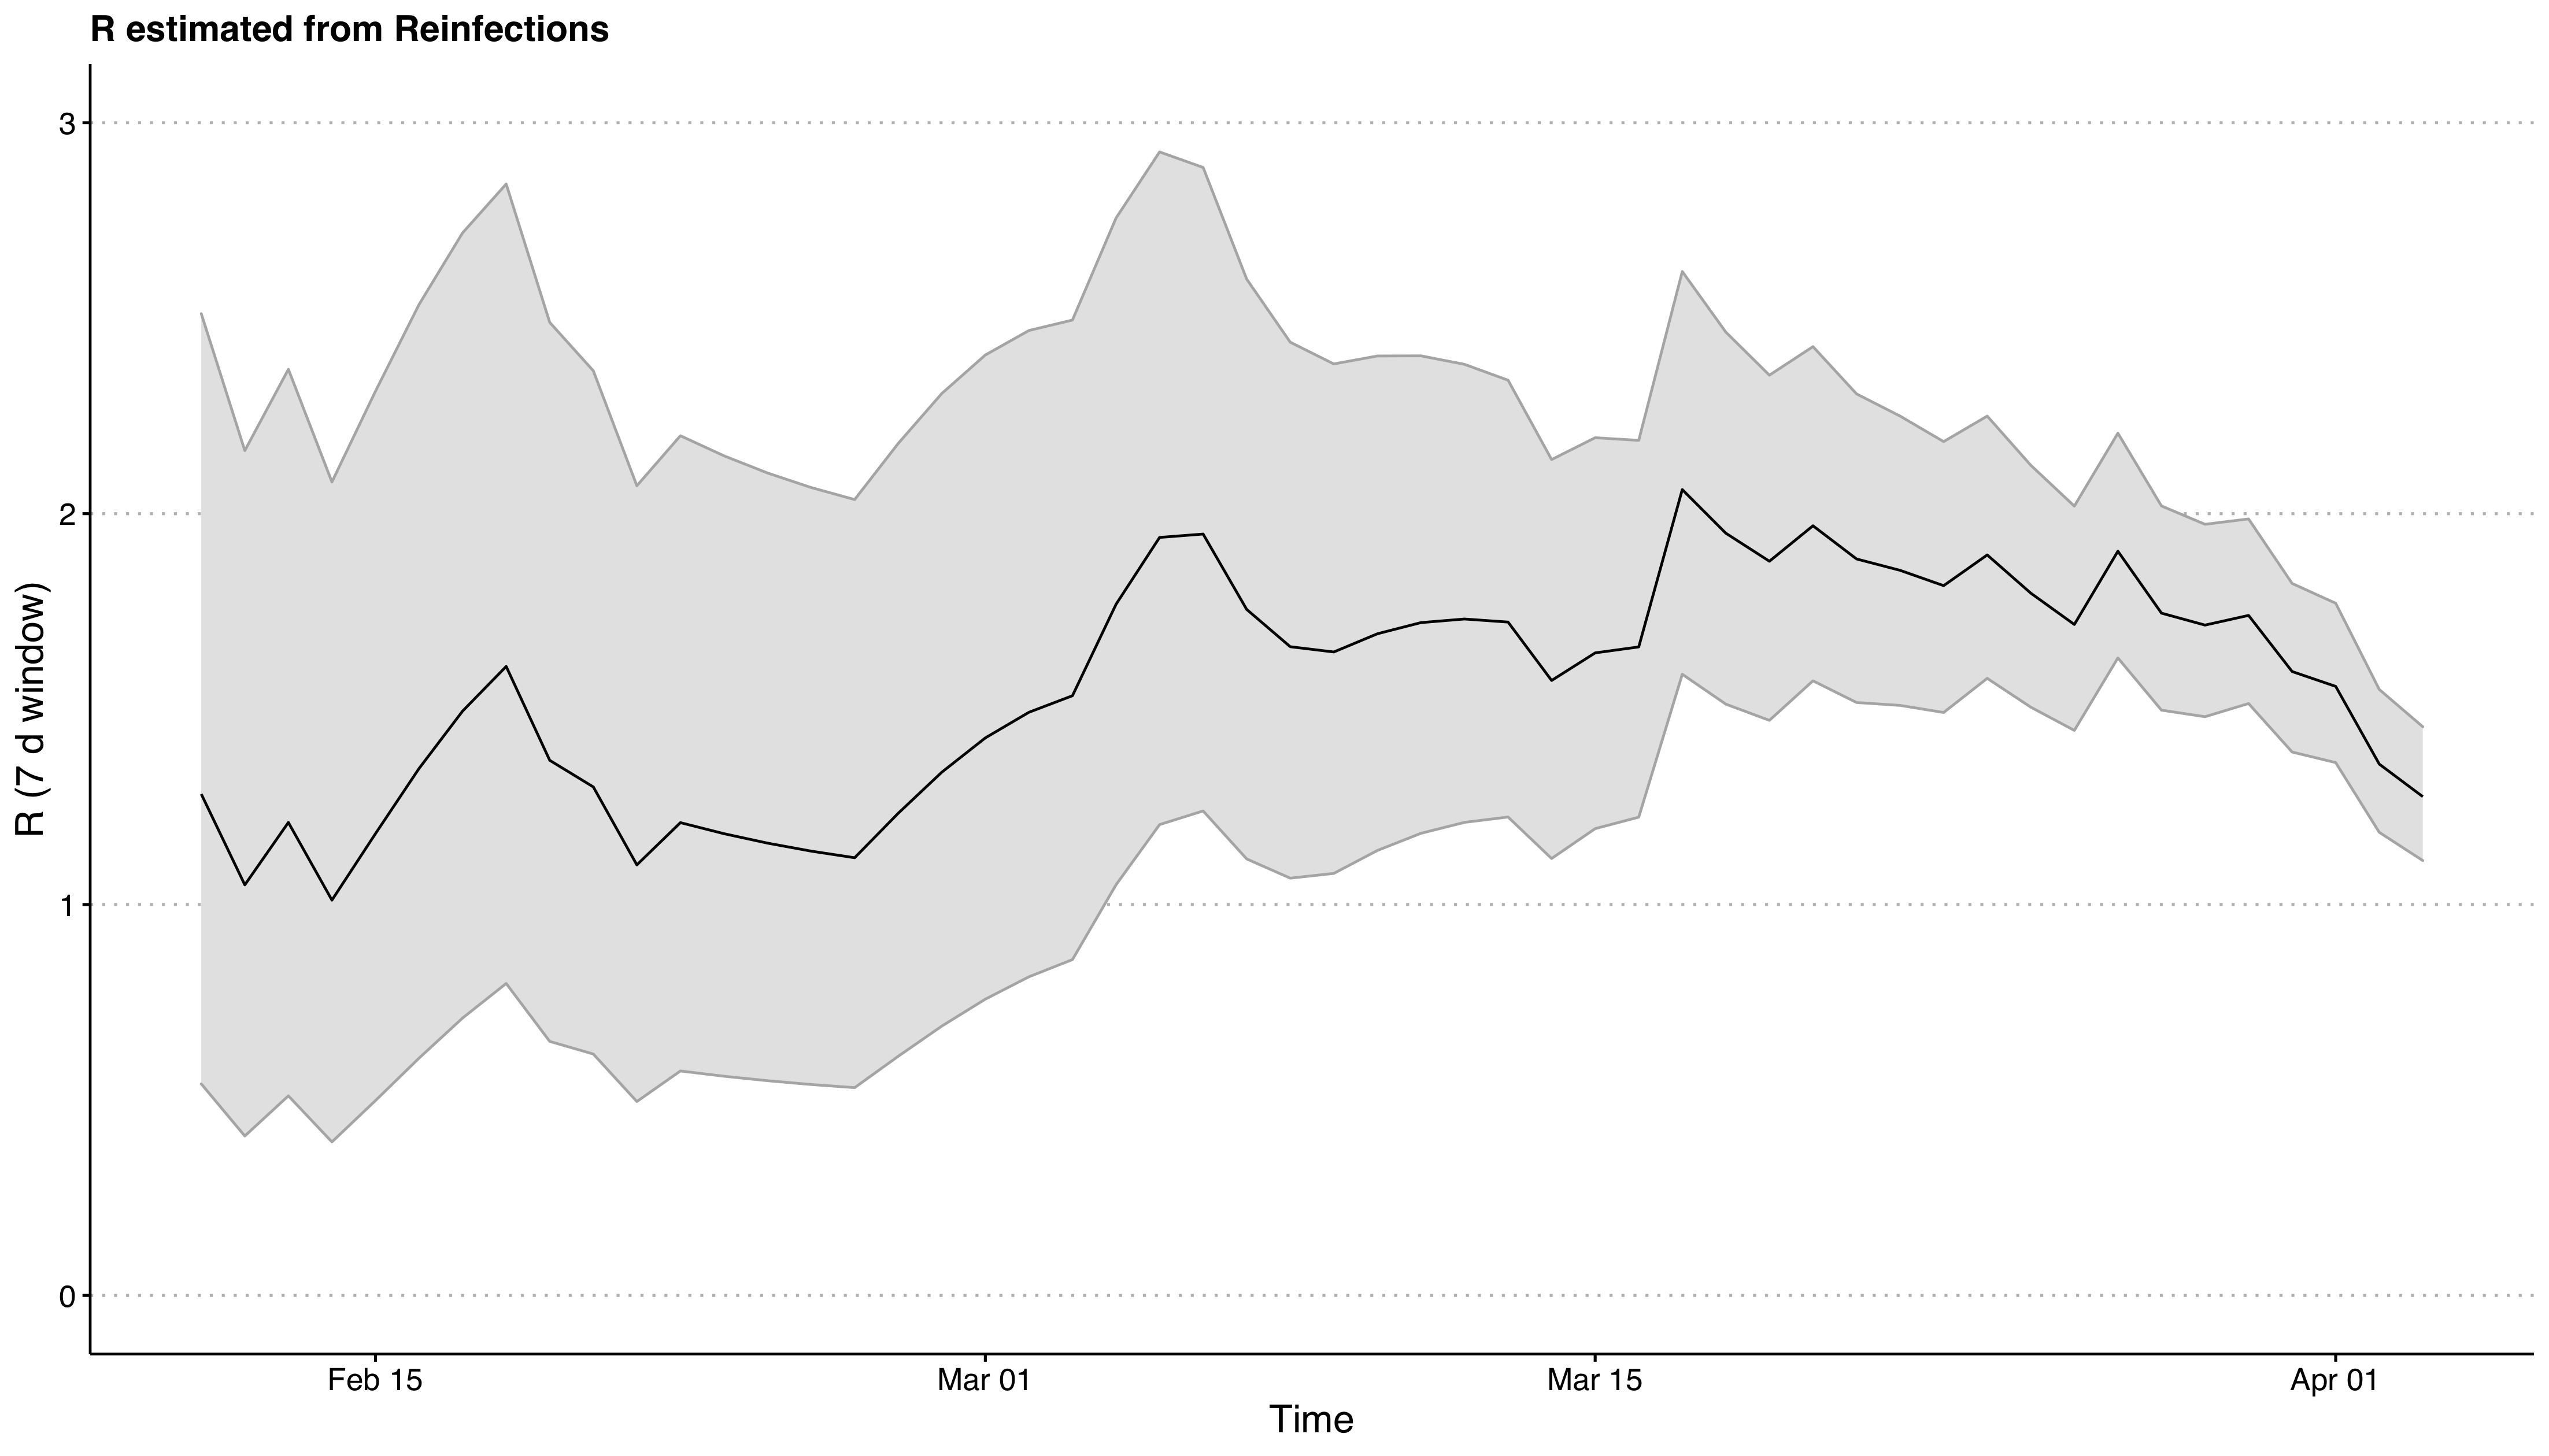 R estimated from Reinfections
R (7 d window)
3
2
1
0
Feb 15
Mar 01
Mar 15
Apr 01
Time